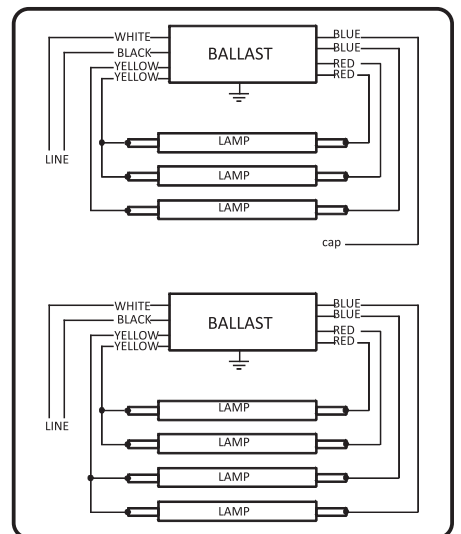 WHITE BLUE
BLACK BALLAST BLUE
YELLOW RED
YELLOW RED
LAMP
LINE LAMP
LAMP
cap
WHITE BLUE
BLACK BALLAST BLUE
YELLOW RED
YELLOW RED
LAMP
LINE LAMP
LAMP
LAMP